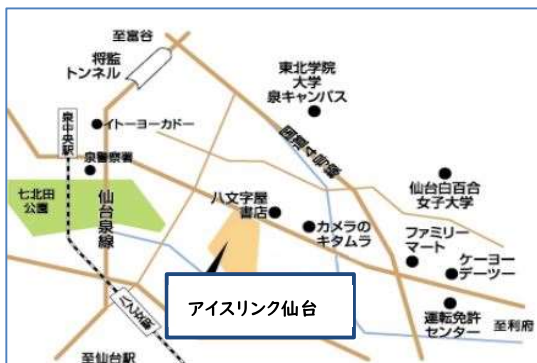 至富谷
将監
トンネル
東北学院
大学
泉キャンパス
泉中央駅
イトーヨーカドー
国道4号線
泉警察署
七北田
公園
仙台泉線
八文字屋
書店
仙台白百合
女子大学
カメラの
キタムラ
ファミリー
マート
ケーヨー
デーツー
アイスリンク仙台
八乙女駅
運転免許
センター
至利府
至仙台駅